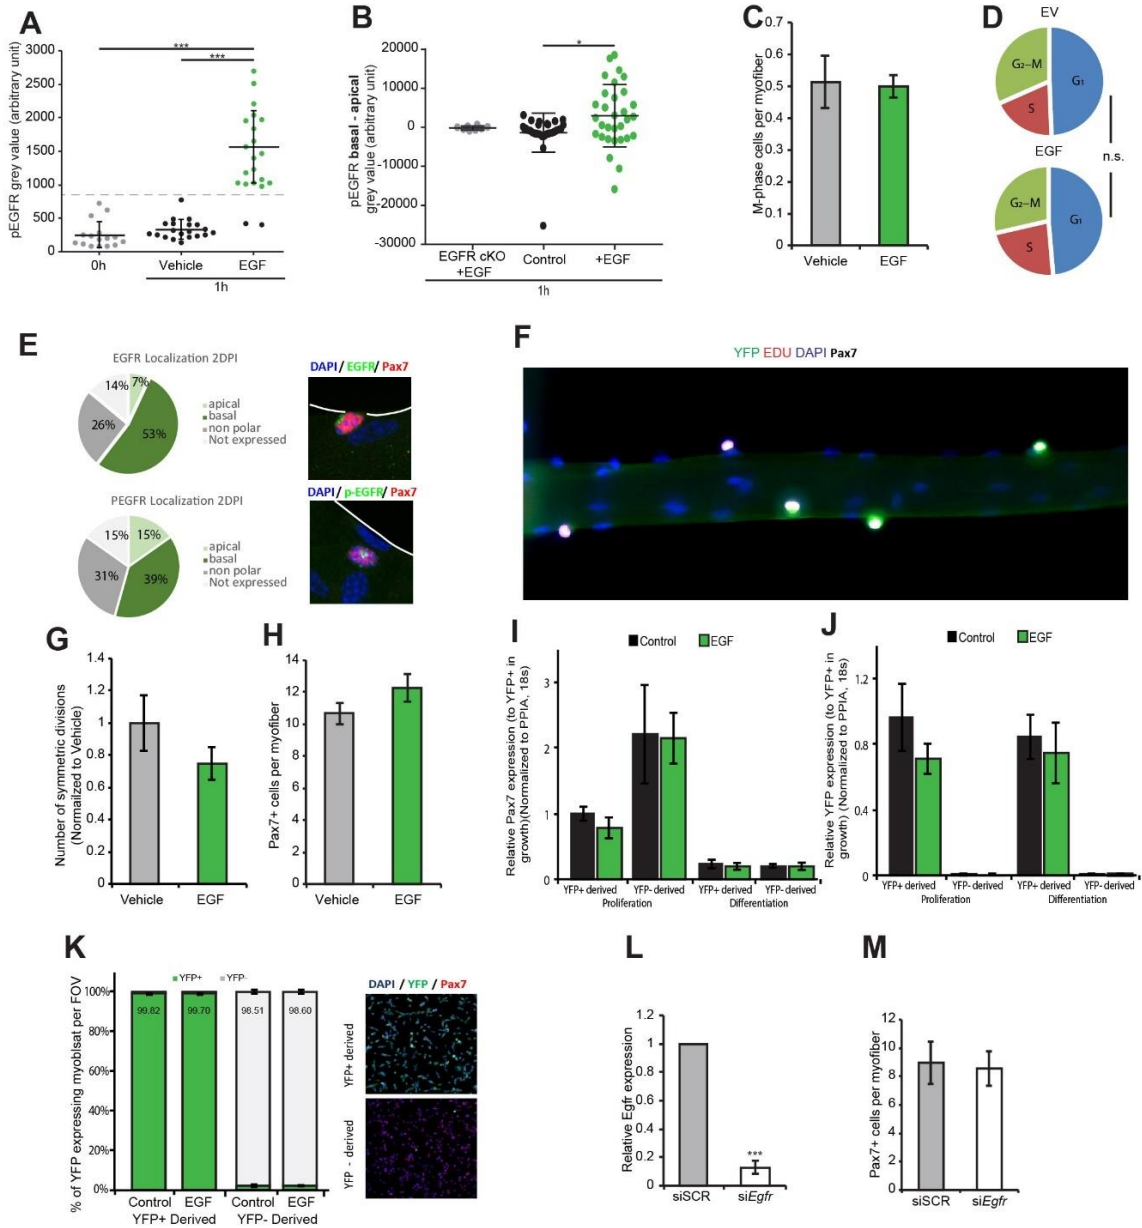 A
pEGFR grey value (arbitrary unit)
3000
2500
2000
1500
1000
500
0
***
***
0h
Vehicle
EGF
1h
B
pEGFR basal - apical
grey value (arbitrary unit)
20000
10000
0
-10000
-20000
-30000
*
EGFR cKO
+EGF
Control
+EGF
1h
C
M-phase cells per myofiber
0.7
0.6
0.5
0.4
0.3
0.2
0.1
0
Vehicle
EGF
D
EV
G₂-M
G₁
S
n.s.
EGF
G₂-M
G₁
S
E
EGFR Localization 2DPI
14%
7%
26%
53%
apical
basal
non polar
Not expressed
DAPI/ EGFR/ Pax7
PEGFR Localization 2DPI
15%
15%
31%
39%
apical
basal
non polar
Not expressed
DAPI/ p-EGFR/ Pax7
F
YFP EDU DAPI Pax7
G
Number of symmetric divisions
(Normalized to Vehicle)
1.4
1.2
1
0.8
0.6
0.4
0.2
0
Vehicle
EGF
H
Pax7+ cells per myofiber
14
12
10
8
6
4
2
0
Vehicle
EGF
I
Control
EGF
Relative Pax7 expression (to YFP+ in
growth)(Normalized to PPIA, 18s)
3
2
1
0
YFP+ derived
YFP- derived
YFP+ derived
YFP- derived
Proliferation
Differentiation
J
Control
EGF
Relative YFP expression (to YFP+ in
growth) (Normalized to PPIA, 18s)
1.2
0.8
0.4
0
YFP+ derived
YFP- derived
YFP+ derived
YFP- derived
Proliferation
Differentiation
K
YFP+
YFP-
% of YFP expressing myoblsat per FOV
100%
80%
60%
40%
20%
0%
99.82
99.70
98.51
98.60
Control
EGF
Control
EGF
YFP+ Derived
YFP- Derived
DAPI / YFP / Pax7
YFP+ derived
YFP - derived
L
Relative Egfr expression
1.2
1
0.8
0.6
0.4
0.2
0
***
siSCR
siEgfr
M
Pax7+ cells per myofiber
12
10
8
6
4
2
0
siSCR
siEgfr